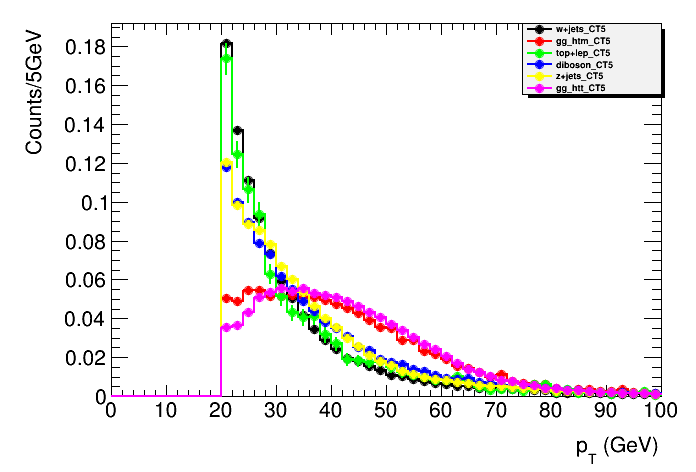 Counts/5GeV
0.18
0.16
0.14
0.12
0.1
0.08
0.06
0.04
0.02
0
0 10 20 30 40 50 60 70 80 90 100
p_T (GeV)
w+jets_CT5
gg_htm_CT5
top+lep_CT5
diboson_CT5
z+jets_CT5
gg_htt_CT5